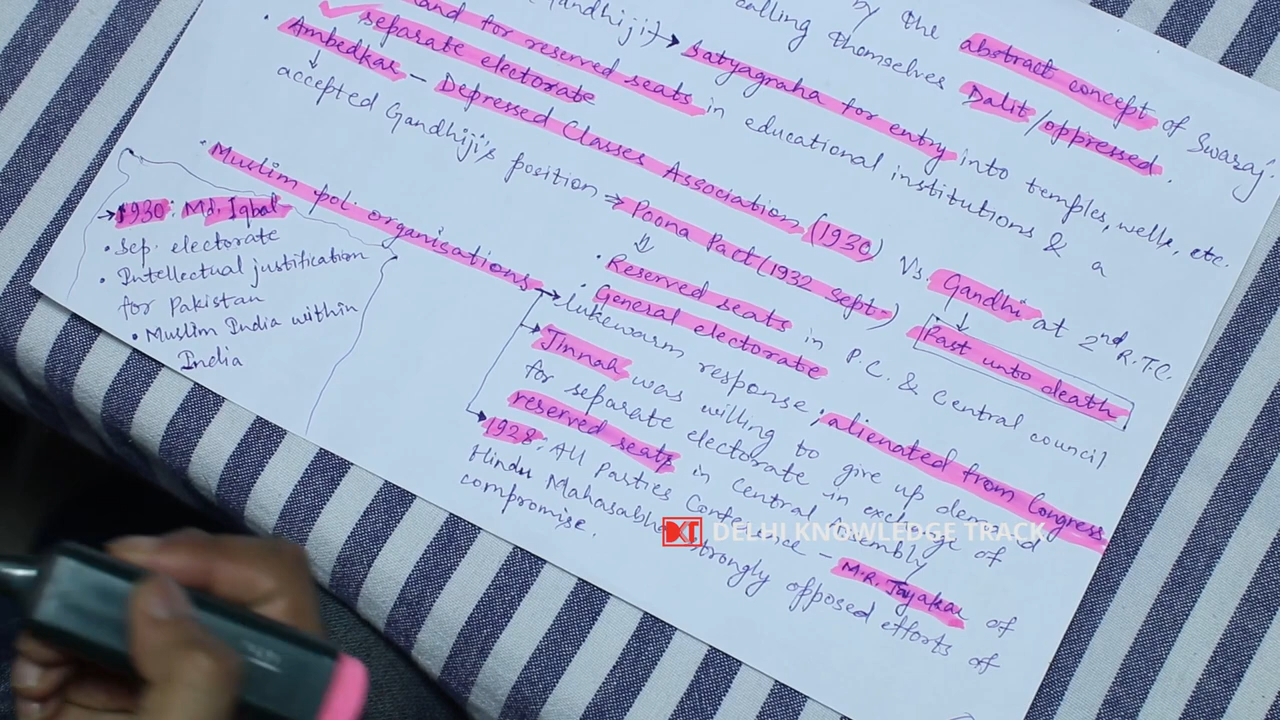 by the abstract concept of Swaraj.
calling themselves Dalit/oppressed.
Gandhiji) → Satyagraha for entry into temples, wells, etc.
and for reserved seats in educational institutions & a
separate electorate
• Ambedkar – Depressed Classes Association (1930) Vs. Gandhi at 2nd R.T.C.
↓
accepted Gandhiji's position → Poona Pact (1932 Sept.)
Fast unto death
• Reserved seats in P.C. & Central council
General electorate
• Muslim pol. organisations → lukewarm response, alienated from Congress
→ Jinnah was willing to give up demand
for separate electorate in exchange of
reserved seats in Central Assembly
→ 1928: All Parties Conference – M.R. Jayakar of
Hindu Mahasabha strongly opposed efforts of
compromise.
→ 1930: Md. Iqbal
• Sep. electorate
• Intellectual justification
for Pakistan
• Muslim India within
India
DKT DELHI KNOWLEDGE TRACK